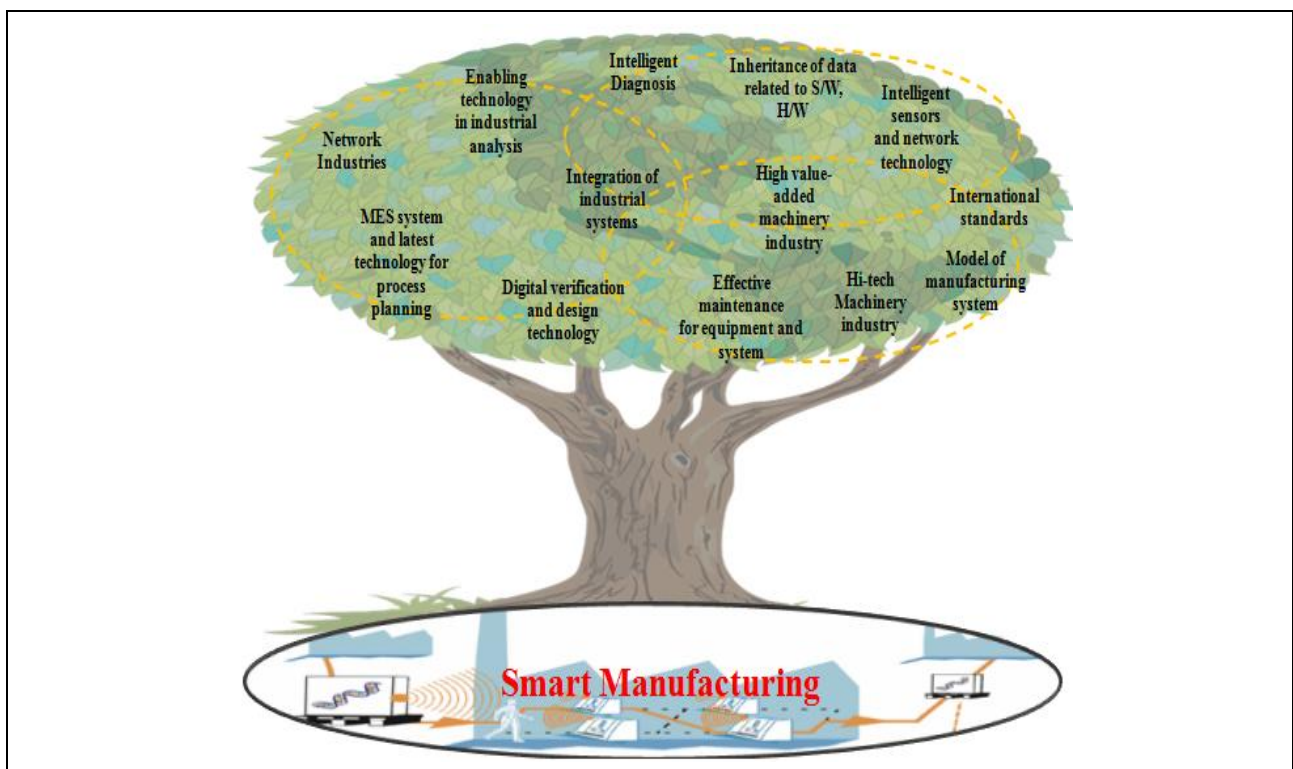 Intelligent
Diagnosis
Inheritance of data
related to S/W,
H/W
Enabling
technology
in industrial
analysis
Intelligent
sensors
and network
technology
Network
Industries
Integration of
industrial
systems
High value-
added
machinery
industry
International
standards
MES system
and latest
technology for
process
planning
Digital verification
and design
technology
Effective
maintenance
for equipment and
system
Hi-tech
Machinery
industry
Model of
manufacturing
system
Smart Manufacturing